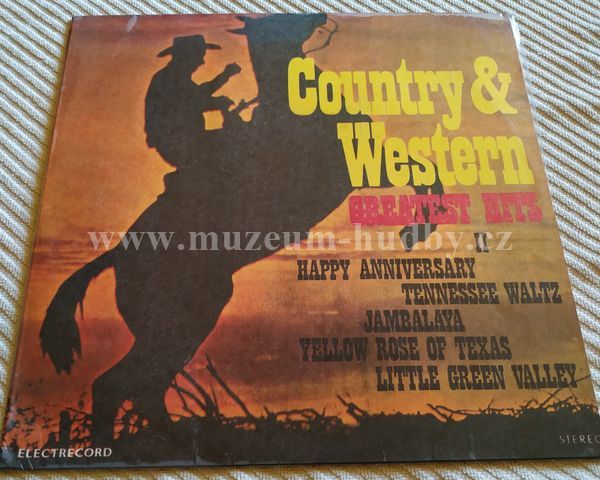 Country &
Western
GREATEST HITS
II
www.muzeum-hudby.cz
HAPPY ANNIVERSARY
TENNESSEE WALTZ
JAMBALAYA
YELLOW ROSE OF TEXAS
LITTLE GREEN VALLEY
ELECTRECORD
STEREO